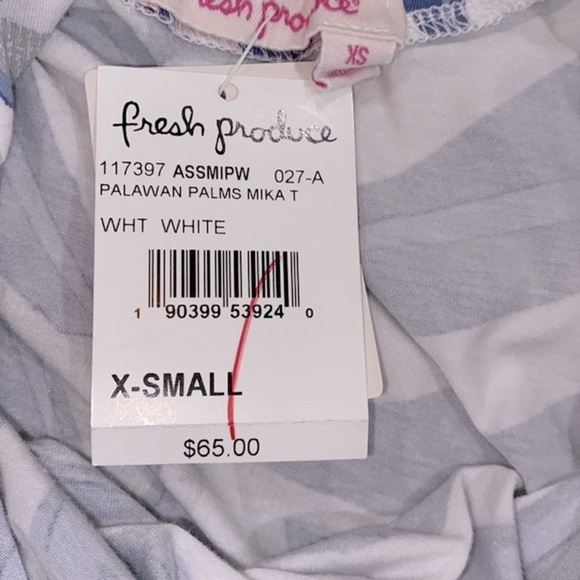 fresh produce
XS
fresh produce
117397 ASSMIPW 027-A
PALAWAN PALMS MIKA T
WHT WHITE
1 90399 53924 0
X-SMALL
$65.00